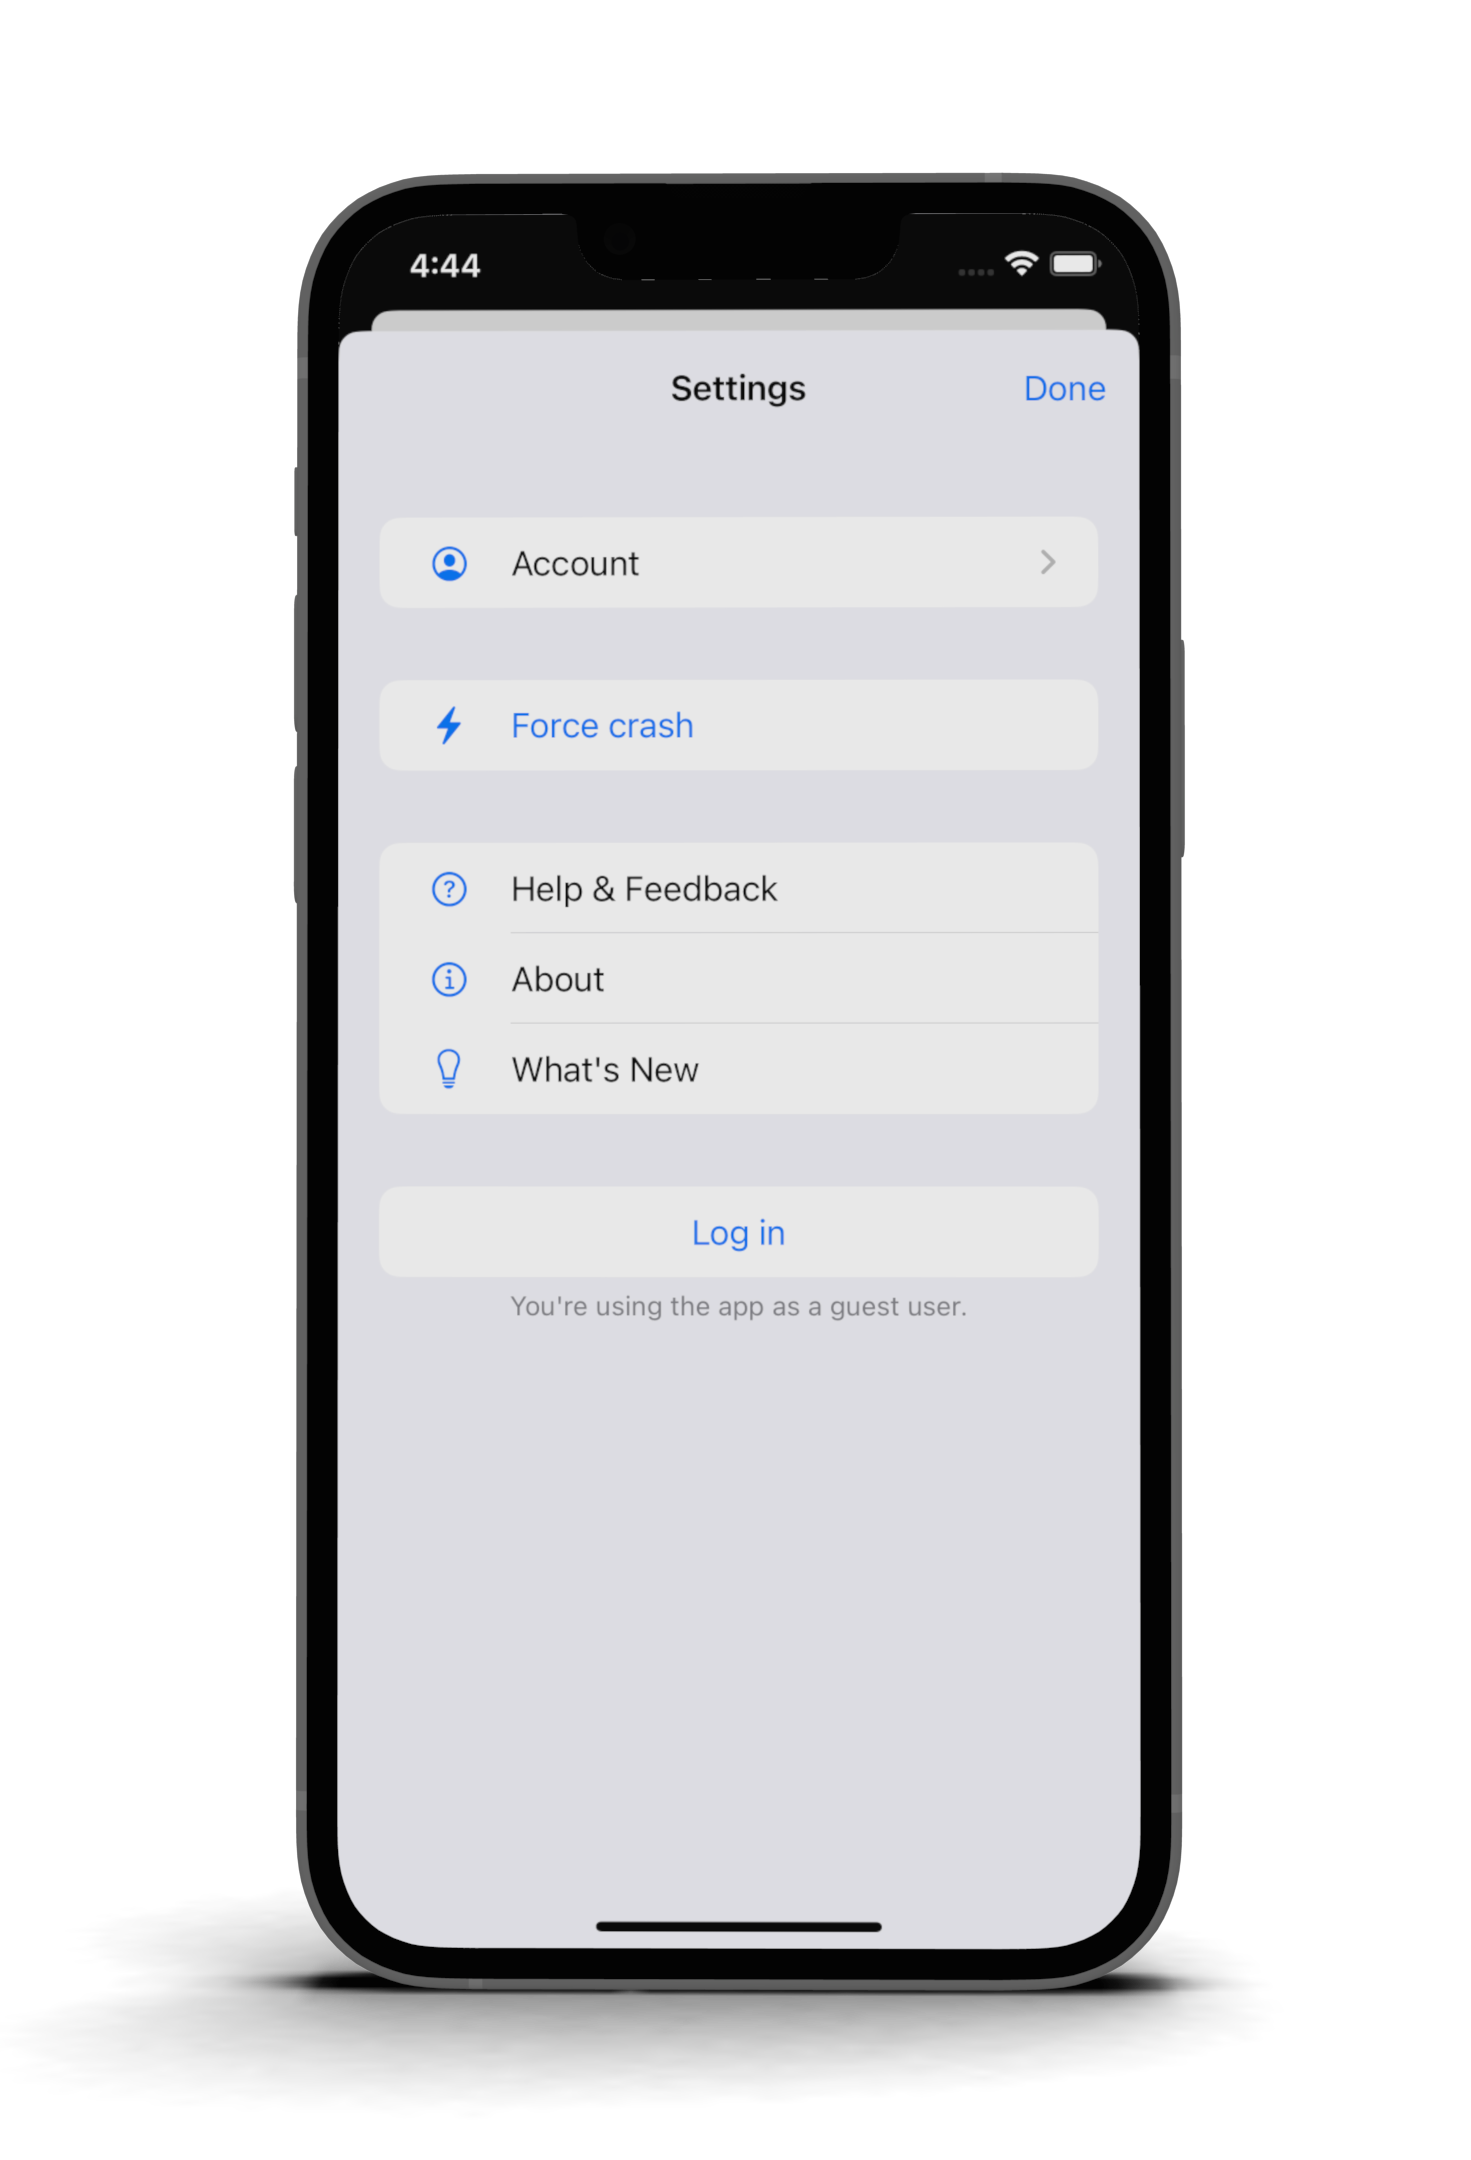 4:44
Settings
Done
Account
Force crash
Help & Feedback
About
What's New
Log in
You're using the app as a guest user.